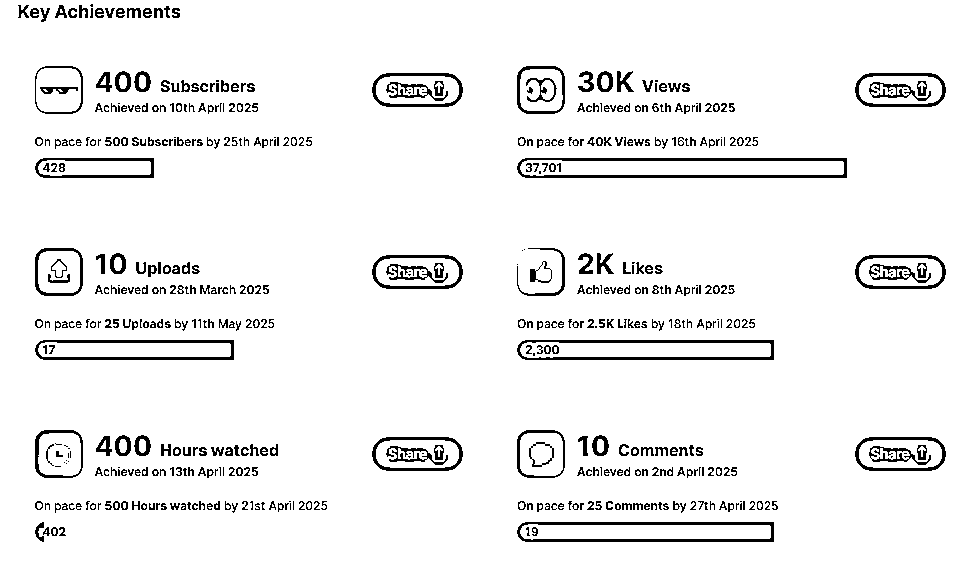 Key Achievements
400 Subscribers
Achieved on 10th April 2025
Share
On pace for 500 Subscribers by 25th April 2025
428
30K Views
Achieved on 6th April 2025
Share
On pace for 40K Views by 16th April 2025
37,701
10 Uploads
Achieved on 28th March 2025
Share
On pace for 25 Uploads by 11th May 2025
17
2K Likes
Achieved on 8th April 2025
Share
On pace for 2.5K Likes by 18th April 2025
2,300
400 Hours watched
Achieved on 13th April 2025
Share
On pace for 500 Hours watched by 21st April 2025
402
10 Comments
Achieved on 2nd April 2025
Share
On pace for 25 Comments by 27th April 2025
19